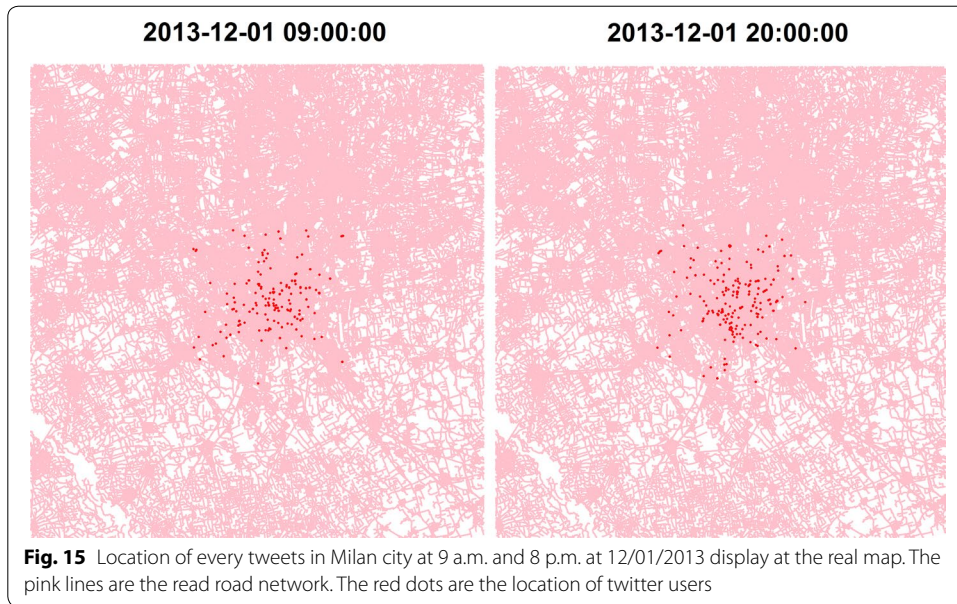 2013-12-01 09:00:00
2013-12-01 20:00:00
Fig. 15 Location of every tweets in Milan city at 9 a.m. and 8 p.m. at 12/01/2013 display at the real map. The
pink lines are the read road network. The red dots are the location of twitter users